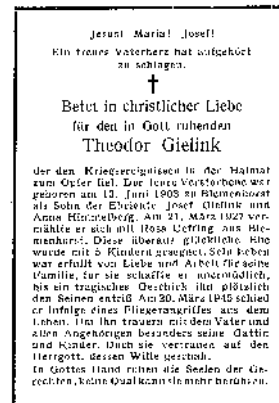 Jesus! Maria! Josef!
Ein treues Vaterherz hat aufgehört
zu schlagen.
Betet in christlicher Liebe
für den in Gott ruhenden
Theodor Gielink
der den Kriegsereignissen in der Heimat
zum Opfer fiel. Der teure Verstorbene war
geboren am 13. Juni 1903 zu
als Sohn der Eheleute Josef Gielink und
Anna Himmelberg. Am 21. März 1927 ver-
mählte er sich mit Rosa Uefting aus
Diese überaus glückliche Ehe
wurde mit 5 Kindern gesegnet. Sein Leben
war erfüllt von Liebe und Arbeit für seine
Familie, für sie schaffte er unermüdlich,
bis ein tragisches Geschick ihn plötzlich
den Seinen entriß. Am 20. März 1945 schied
er infolge eines Fliegerangriffes aus dem
Leben. Um ihn trauern mit dem Vater und
allen Angehörigen besonders seine Gattin
und Kinder. Doch sie vertrauen auf den
Herrgott, dessen Wille geschah.
In Gottes Hand ruhen die Seelen der Ge-
rechten, keine Qual kann sie mehr berühren.